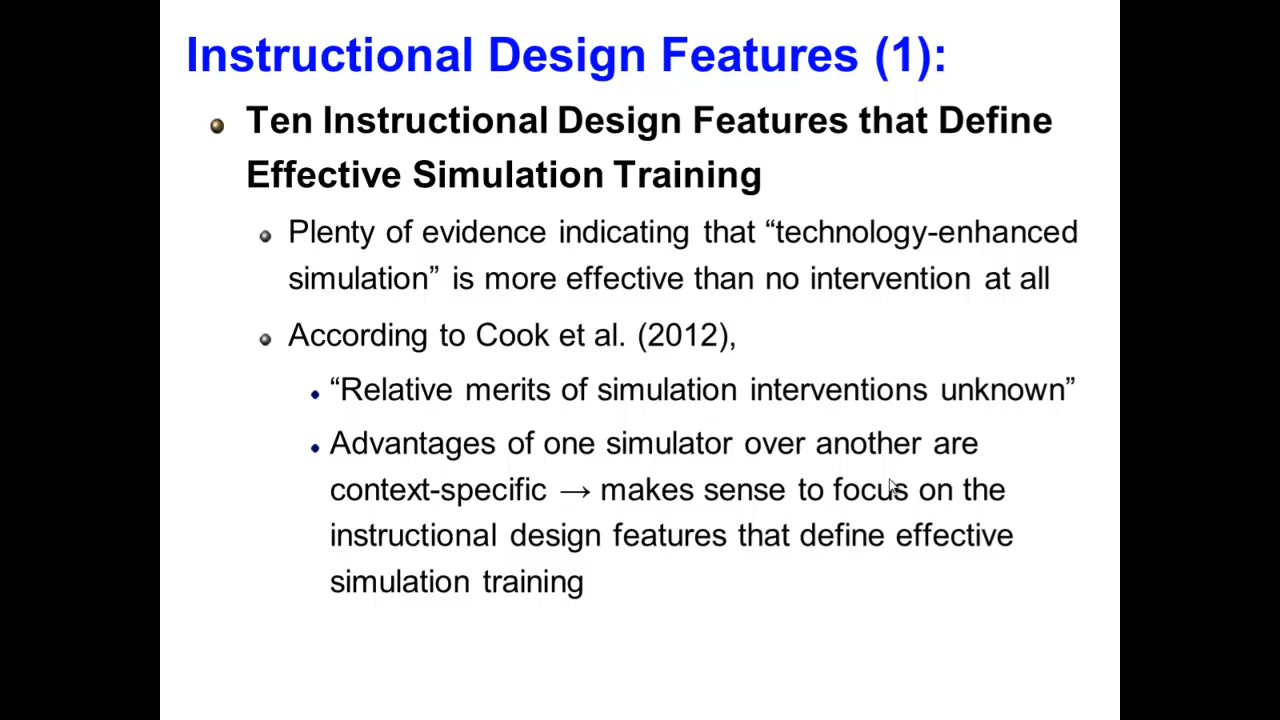 Instructional Design Features (1):
Ten Instructional Design Features that Define
Effective Simulation Training
Plenty of evidence indicating that “technology-enhanced
simulation” is more effective than no intervention at all
According to Cook et al. (2012),
“Relative merits of simulation interventions unknown”
Advantages of one simulator over another are
context-specific → makes sense to focus on the
instructional design features that define effective
simulation training